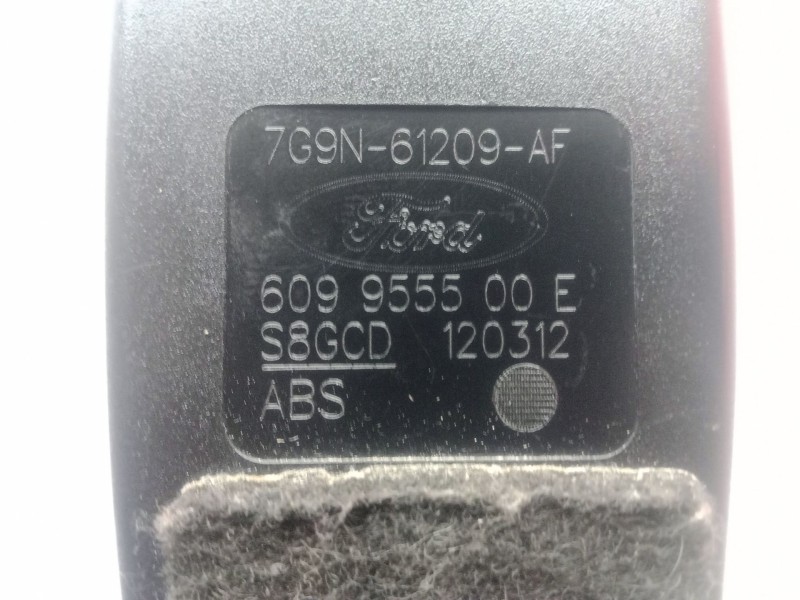 7G9N-61209-AF
Ford
609 9555 00 E
S8GCD 120312
ABS